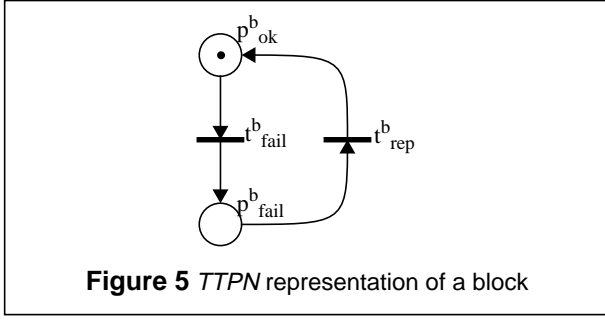 p^b_ok
t^b_fail
t^b_rep
p^b_fail
Figure 5 TTPN representation of a block